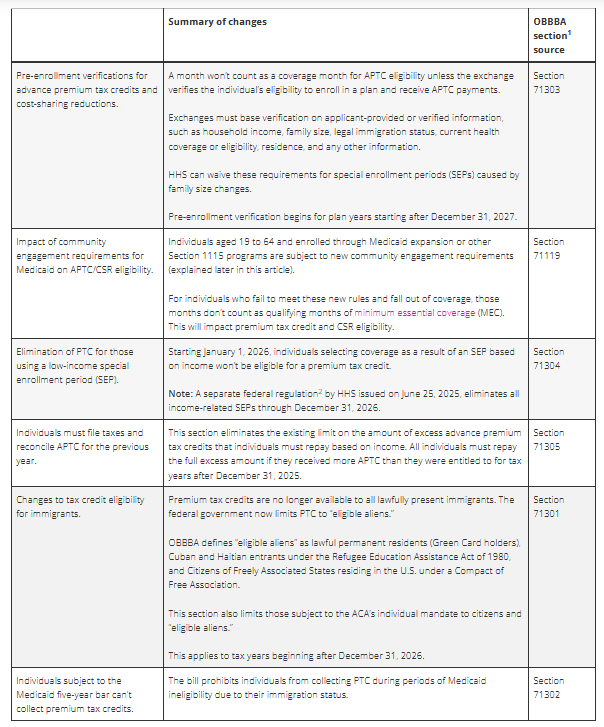 Summary of changes
OBBBA
section1
source
Pre-enrollment verifications for
advance premium tax credits and
cost-sharing reductions.
A month won't count as a coverage month for APTC eligibility unless the exchange
verifies the individual's eligibility to enroll in a plan and receive APTC payments.
Exchanges must base verification on applicant-provided or verified information,
such as household income, family size, legal immigration status, current health
coverage or eligibility, residence, and any other information.
HHS can waive these requirements for special enrollment periods (SEPs) caused by
family size changes.
Pre-enrollment verification begins for plan years starting after December 31, 2027.
Section
71303
Impact of community
engagement requirements for
Medicaid on APTC/CSR eligibility.
Individuals aged 19 to 64 and enrolled through Medicaid expansion or other
Section 1115 programs are subject to new community engagement requirements
(explained later in this article).
For individuals who fail to meet these new rules and fall out of coverage, those
months don't count as qualifying months of minimum essential coverage (MEC).
This will impact premium tax credit and CSR eligibility.
Section
71119
Elimination of PTC for those
using a low-income special
enrollment period (SEP).
Starting January 1, 2026, individuals selecting coverage as a result of an SEP based
on income won't be eligible for a premium tax credit.
Note: A separate federal regulation2 by HHS issued on June 25, 2025, eliminates all
income-related SEPs through December 31, 2026.
Section
71304
Individuals must file taxes and
reconcile APTC for the previous
year.
This section eliminates the existing limit on the amount of excess advance premium
tax credits that individuals must repay based on income. All individuals must repay
the full excess amount if they received more APTC than they were entitled to for tax
years after December 31, 2025.
Section
71305
Changes to tax credit eligibility
for immigrants.
Premium tax credits are no longer available to all lawfully present immigrants. The
federal government now limits PTC to "eligible aliens."
OBBBA defines "eligible aliens" as lawful permanent residents (Green Card holders),
Cuban and Haitian entrants under the Refugee Education Assistance Act of 1980,
and Citizens of Freely Associated States residing in the U.S. under a Compact of
Free Association.
This section also limits those subject to the ACA's individual mandate to citizens and
"eligible aliens."
This applies to tax years beginning after December 31, 2026.
Section
71301
Individuals subject to the
Medicaid five-year bar can't
collect premium tax credits.
The bill prohibits individuals from collecting PTC during periods of Medicaid
ineligibility due to their immigration status.
Section
71302